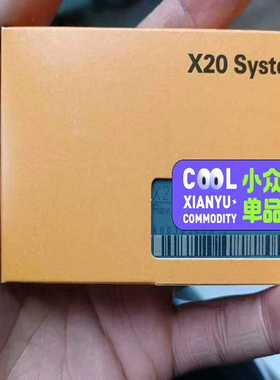 X20 Syste
COOL
XIANYU
COMMODITY
小众
单品